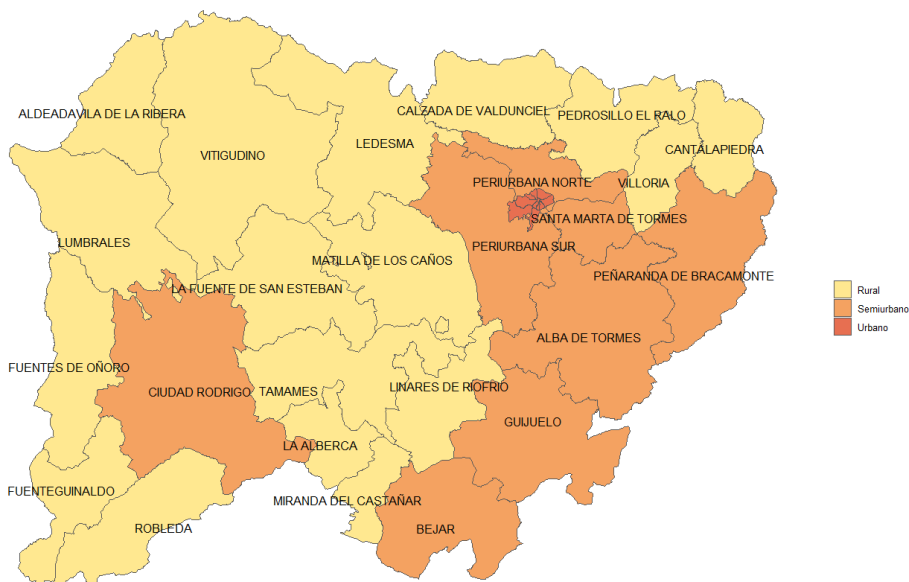 ALDEADAVILA DE LA RIBERA
CALZADA DE VALDUNCIEL
PEDROSILLO EL RALO
VITIGUDINO
LEDESMA
CANTALAPIEDRA
PERIURBANA NORTE
VILLORIA
SANTA MARTA DE TORMES
LUMBRALES
PERIURBANA SUR
MATILLA DE LOS CAÑOS
PEÑARANDA DE BRACAMONTE
LA FUENTE DE SAN ESTEBAN
Rural
Semiurbano
Urbano
ALBA DE TORMES
FUENTES DE OÑORO
CIUDAD RODRIGO
TAMAMES
LINARES DE RIOFRIO
GUIJUELO
LA ALBERCA
FUENTEGUINALDO
MIRANDA DEL CASTAÑAR
ROBLEDA
BEJAR